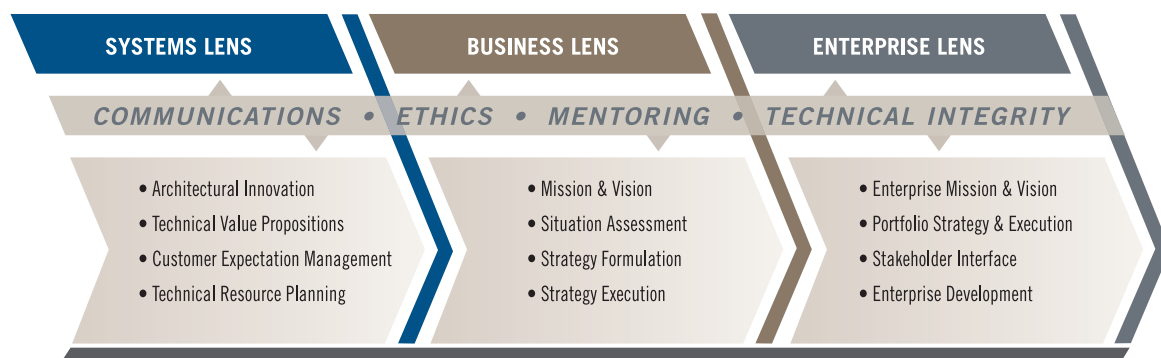 SYSTEMS LENS
BUSINESS LENS
ENTERPRISE LENS
COMMUNICATIONS • ETHICS • MENTORING • TECHNICAL INTEGRITY
• Architectural Innovation
• Technical Value Propositions
• Customer Expectation Management
• Technical Resource Planning
• Mission & Vision
• Situation Assessment
• Strategy Formulation
• Strategy Execution
• Enterprise Mission & Vision
• Portfolio Strategy & Execution
• Stakeholder Interface
• Enterprise Development